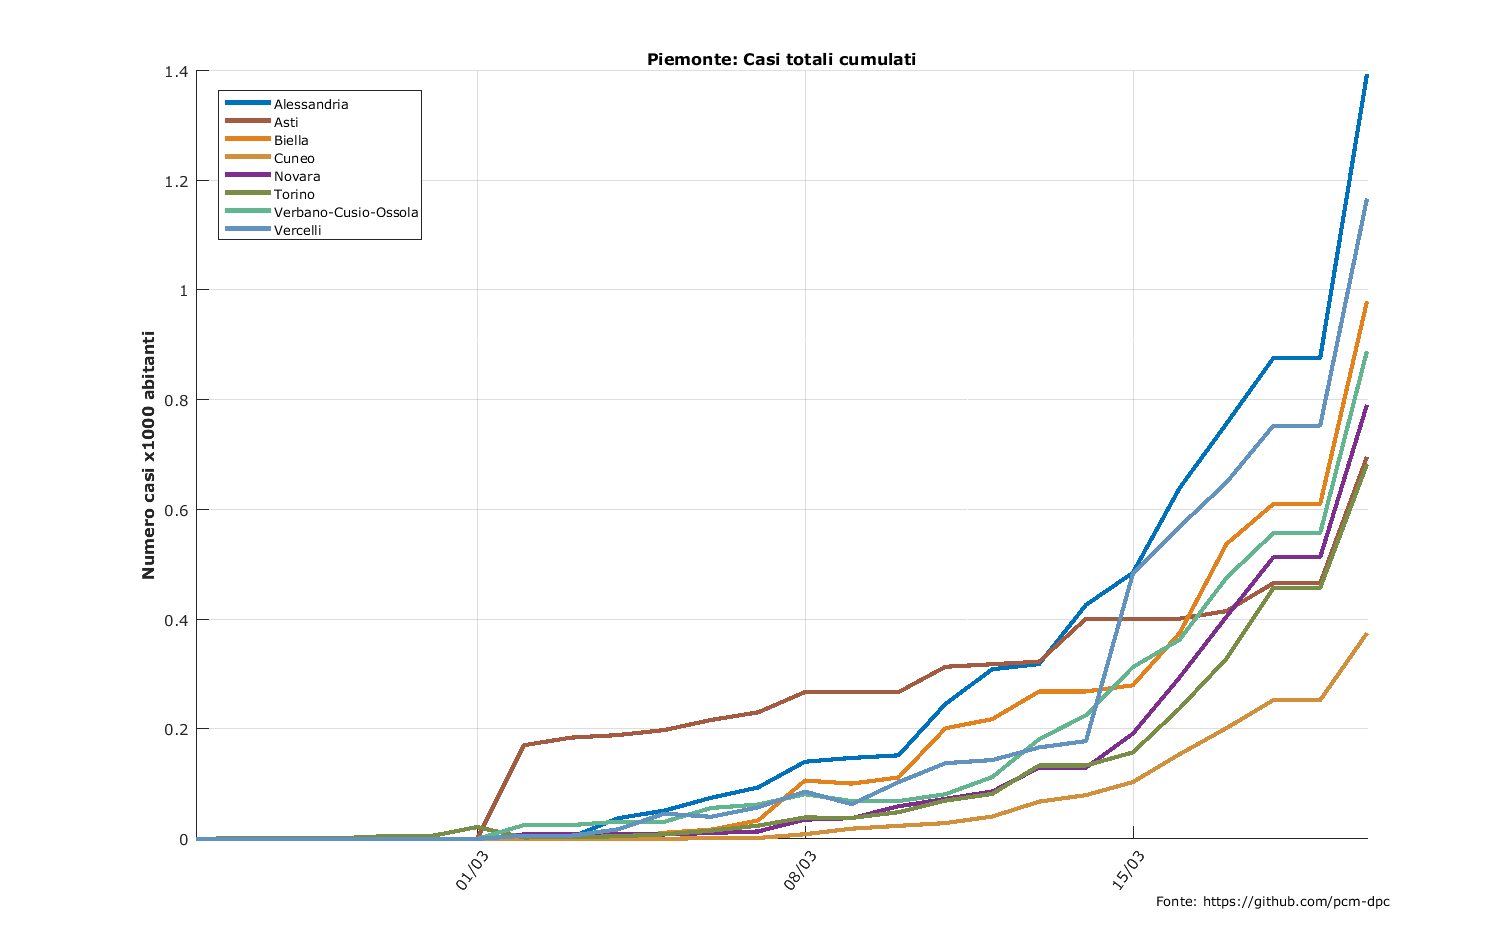 Piemonte: Casi totali cumulati
Numero casi x1000 abitanti
1.4
1.2
1
0.8
0.6
0.4
0.2
0
Alessandria
Asti
Biella
Cuneo
Novara
Torino
Verbano-Cusio-Ossola
Vercelli
01/03
08/03
15/03
Fonte: https://github.com/pcm-dpc